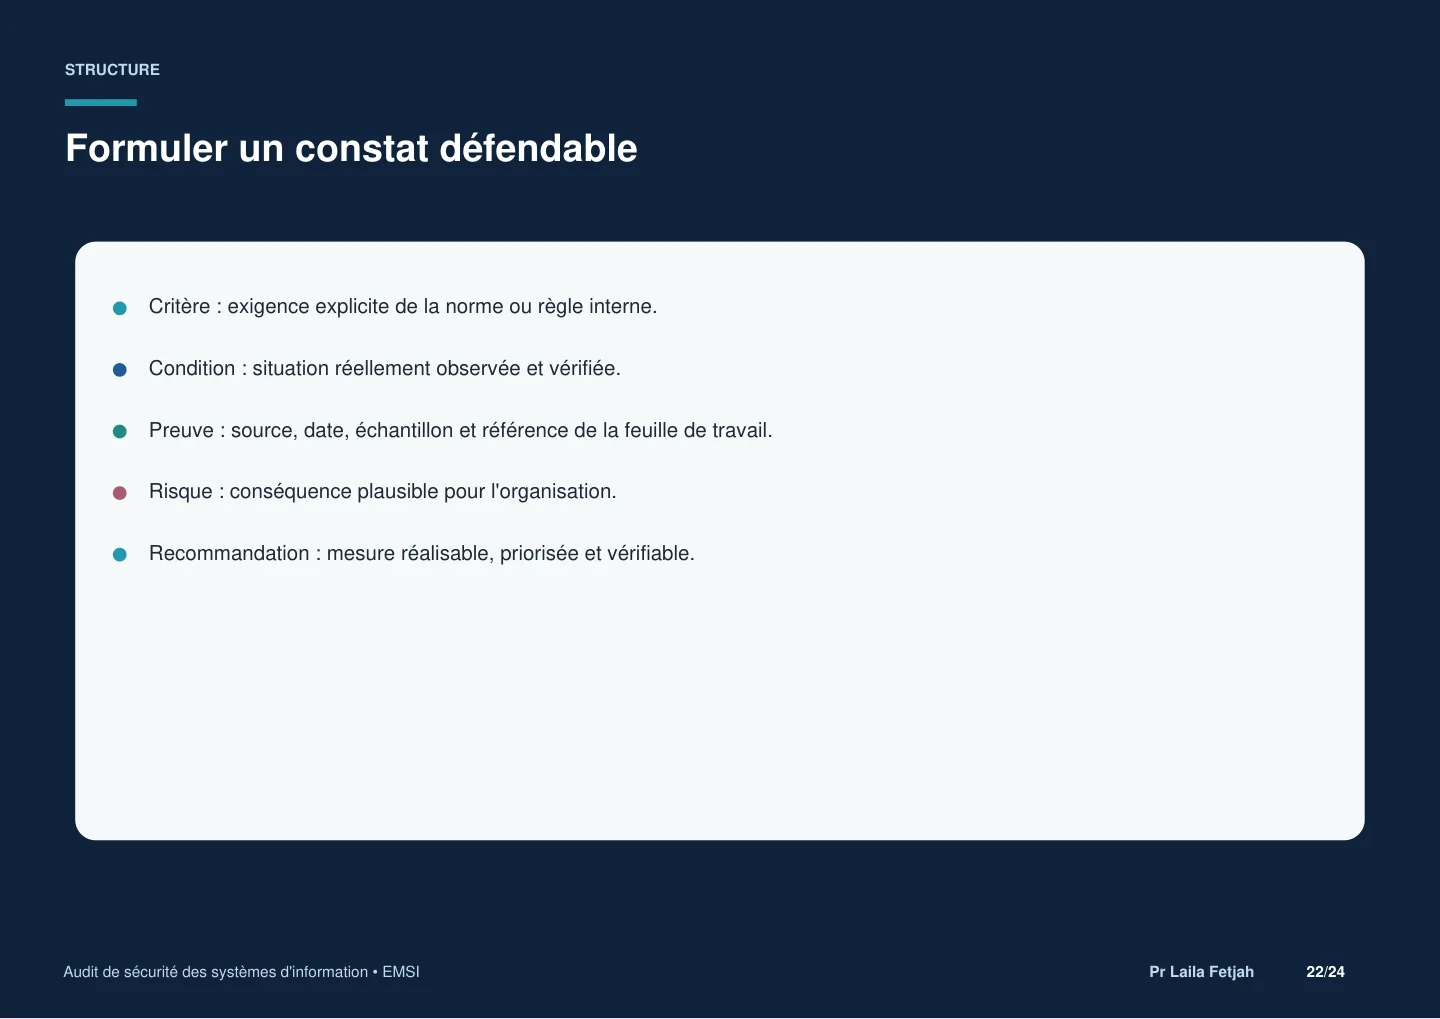 STRUCTURE
Formuler un constat défendable
Critère : exigence explicite de la norme ou règle interne.
Condition : situation réellement observée et vérifiée.
Preuve : source, date, échantillon et référence de la feuille de travail.
Risque : conséquence plausible pour l'organisation.
Recommandation : mesure réalisable, priorisée et vérifiable.
Audit de sécurité des systèmes d'information • EMSI
Pr Laila Fetjah
22/24